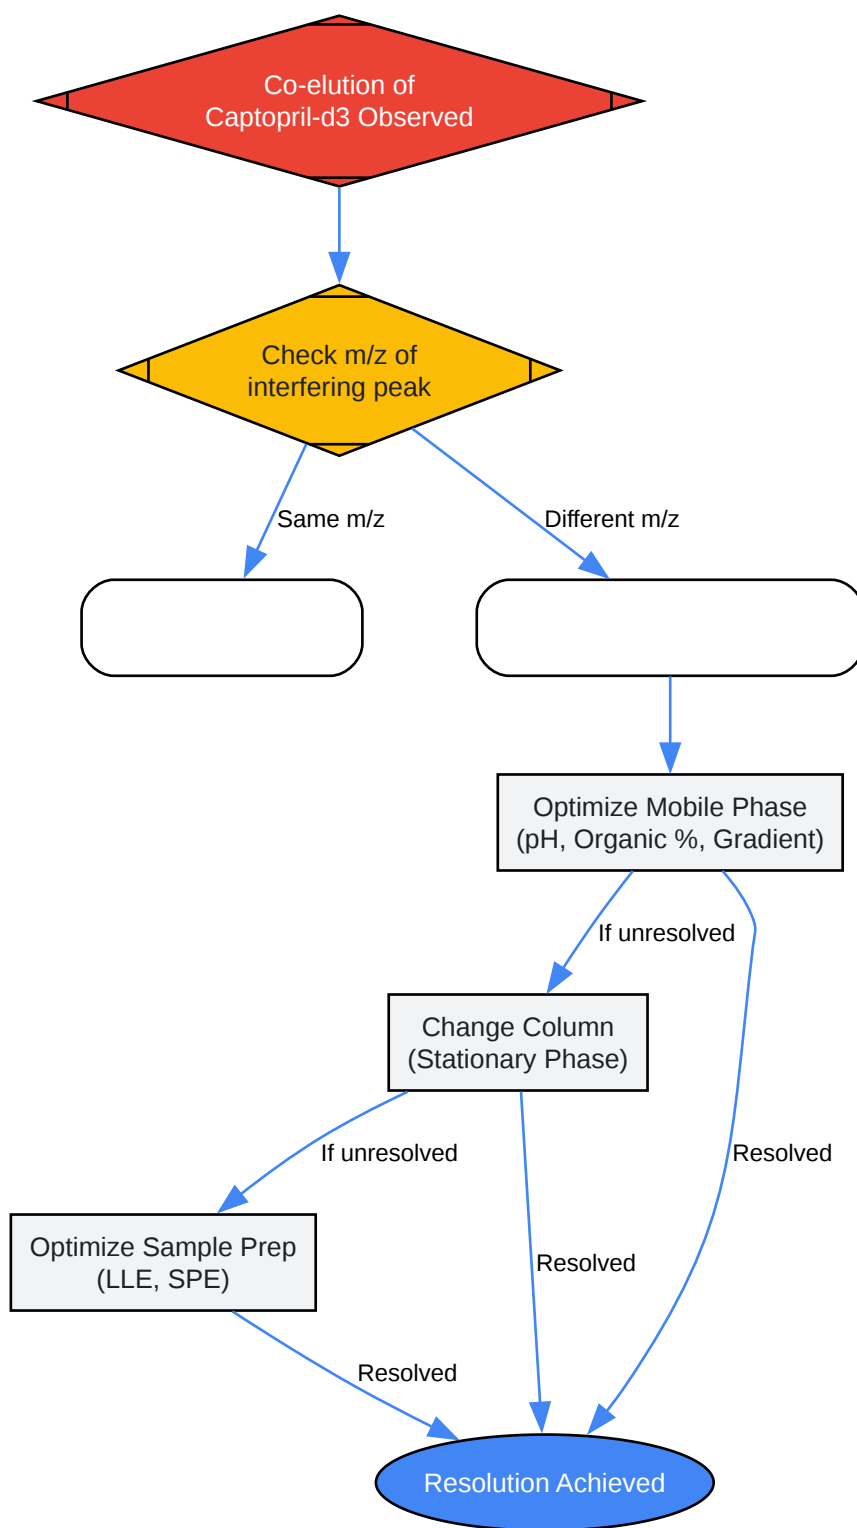 Co-elution of
Captopril-d3 Observed
Check m/z of
interfering peak
Same m/z
Different m/z
Optimize Mobile Phase
(pH, Organic %, Gradient)
If unresolved
Change Column
(Stationary Phase)
If unresolved
Resolved
Optimize Sample Prep
(LLE, SPE)
Resolved
Resolved
Resolution Achieved